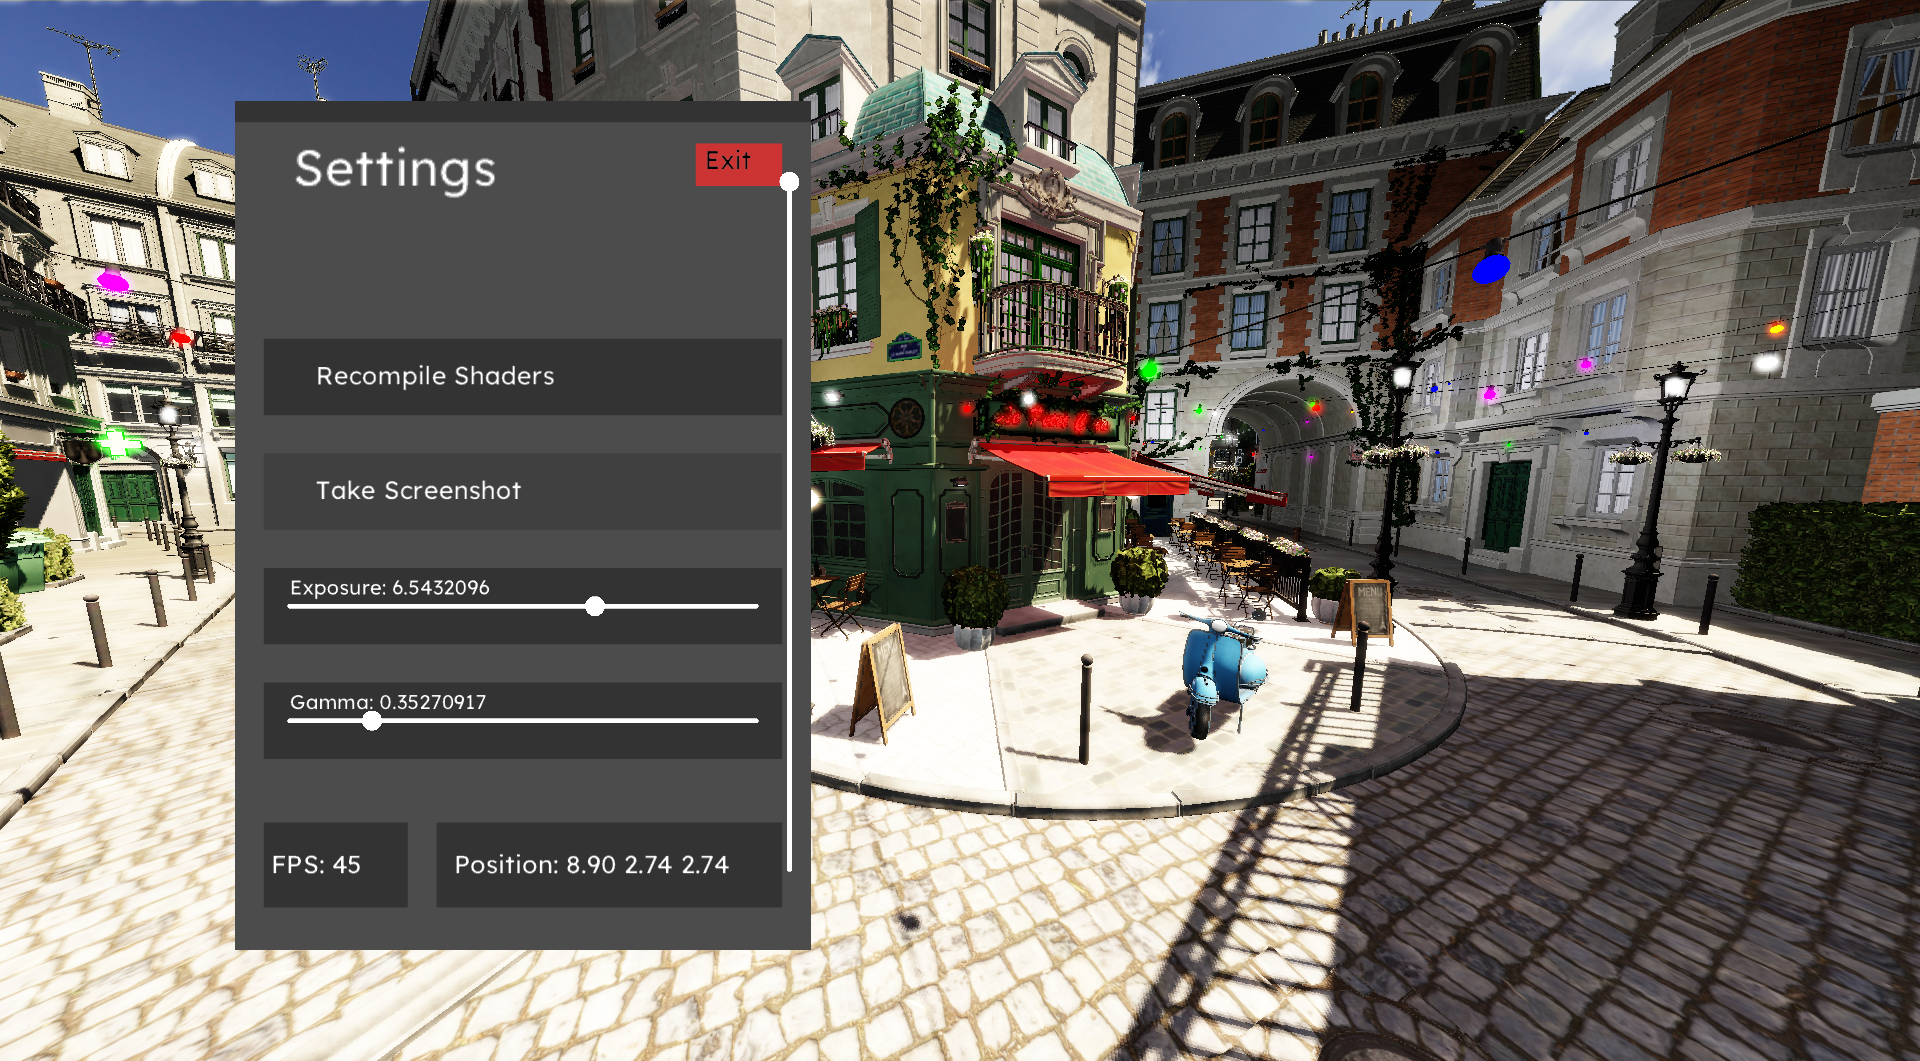 Settings
Exit
Recompile Shaders
Take Screenshot
Exposure: 6.5432096
Gamma: 0.35270917
FPS: 45
Position: 8.90 2.74 2.74
MENU